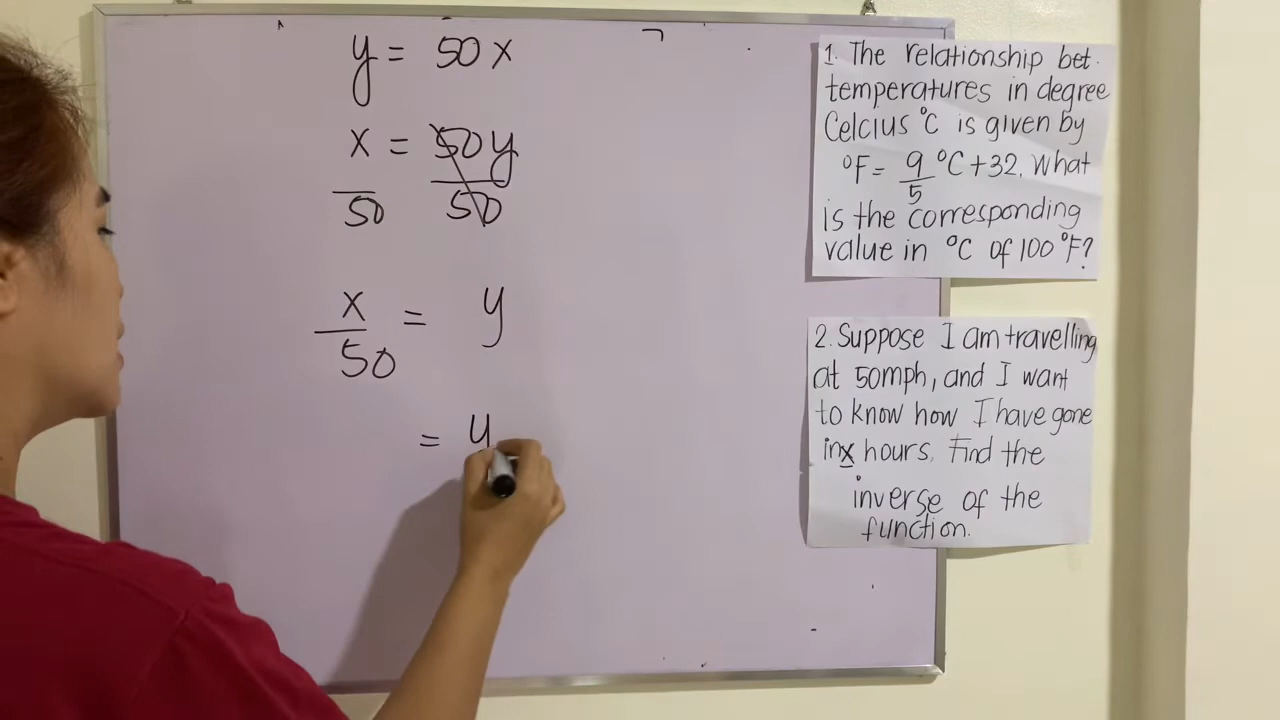 y = 50x
x = 50y
50 50
x
50 = y
= y
1. The relationship bet.
temperatures in degree
Celcius °C is given by
°F = 9/5 °C + 32. What
is the corresponding
value in °C of 100°F?
2. Suppose I am travelling
at 50mph, and I want
to know how I have gone
in x hours. Find the
inverse of the
function.